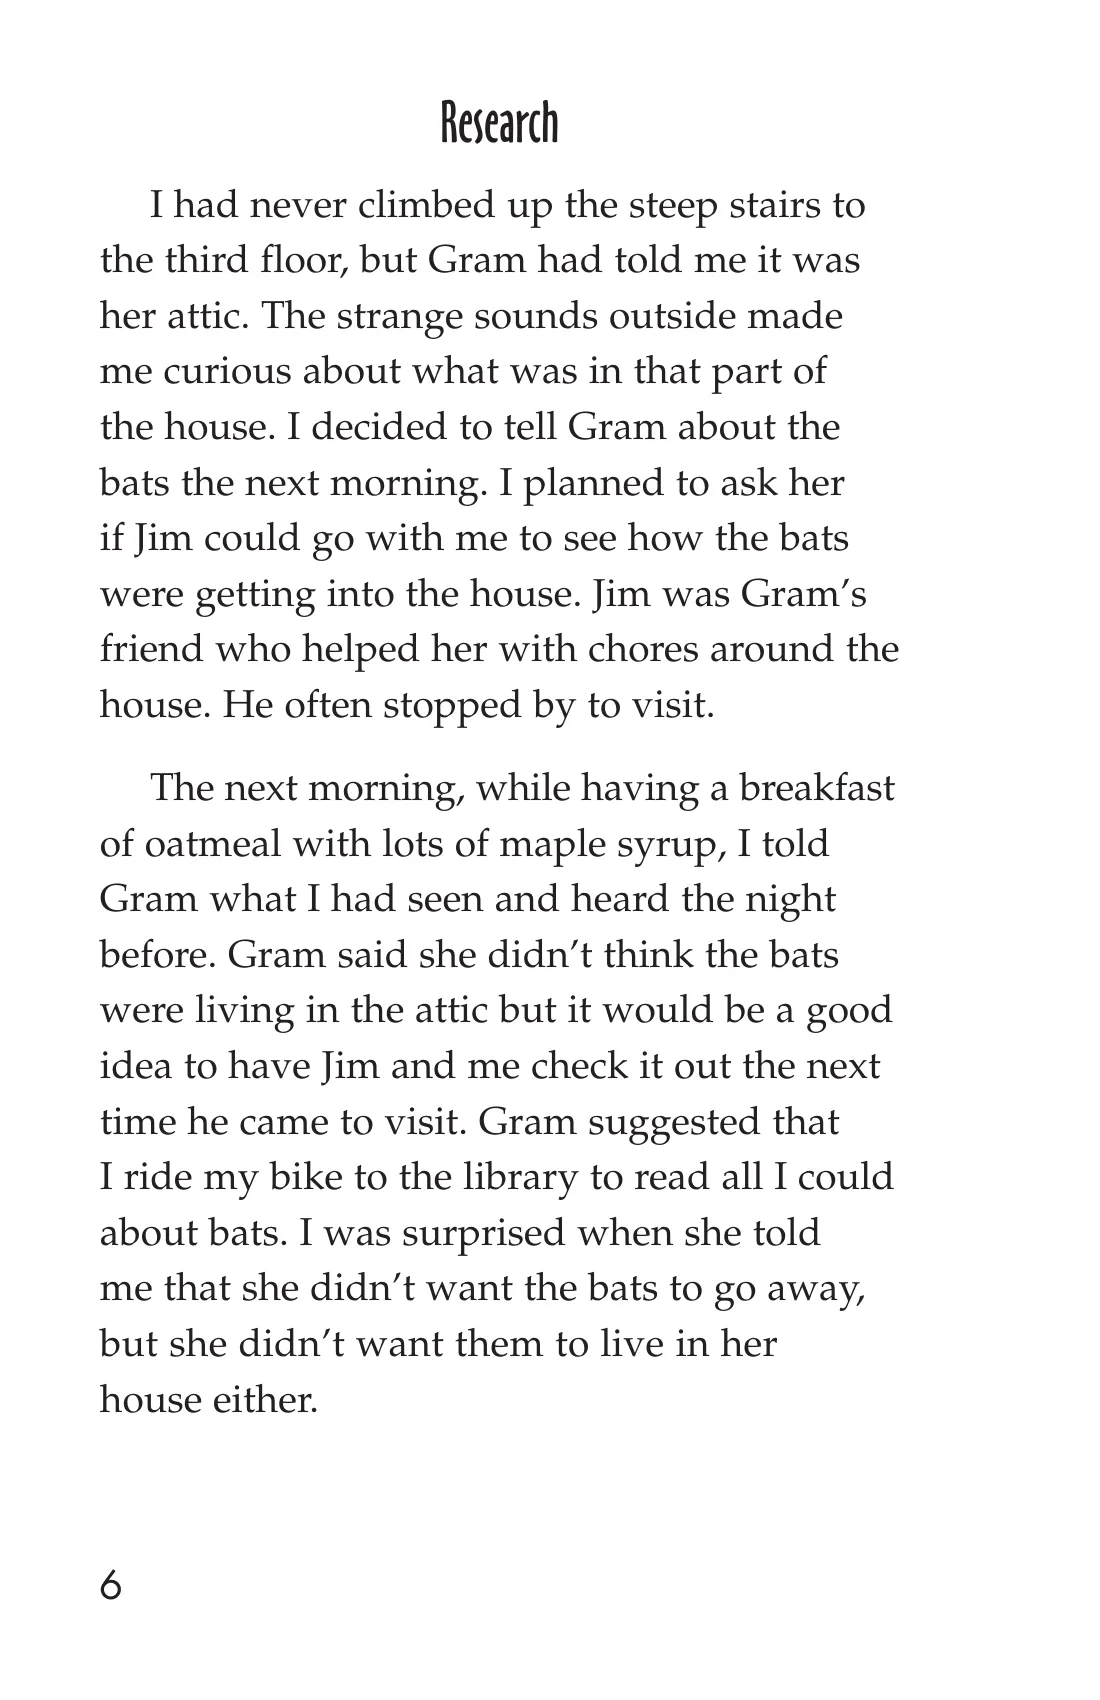 Research
I had never climbed up the steep stairs to
the third floor, but Gram had told me it was
her attic. The strange sounds outside made
me curious about what was in that part of
the house. I decided to tell Gram about the
bats the next morning. I planned to ask her
if Jim could go with me to see how the bats
were getting into the house. Jim was Gram’s
friend who helped her with chores around the
house. He often stopped by to visit.
The next morning, while having a breakfast
of oatmeal with lots of maple syrup, I told
Gram what I had seen and heard the night
before. Gram said she didn’t think the bats
were living in the attic but it would be a good
idea to have Jim and me check it out the next
time he came to visit. Gram suggested that
I ride my bike to the library to read all I could
about bats. I was surprised when she told
me that she didn’t want the bats to go away,
but she didn’t want them to live in her
house either.
6